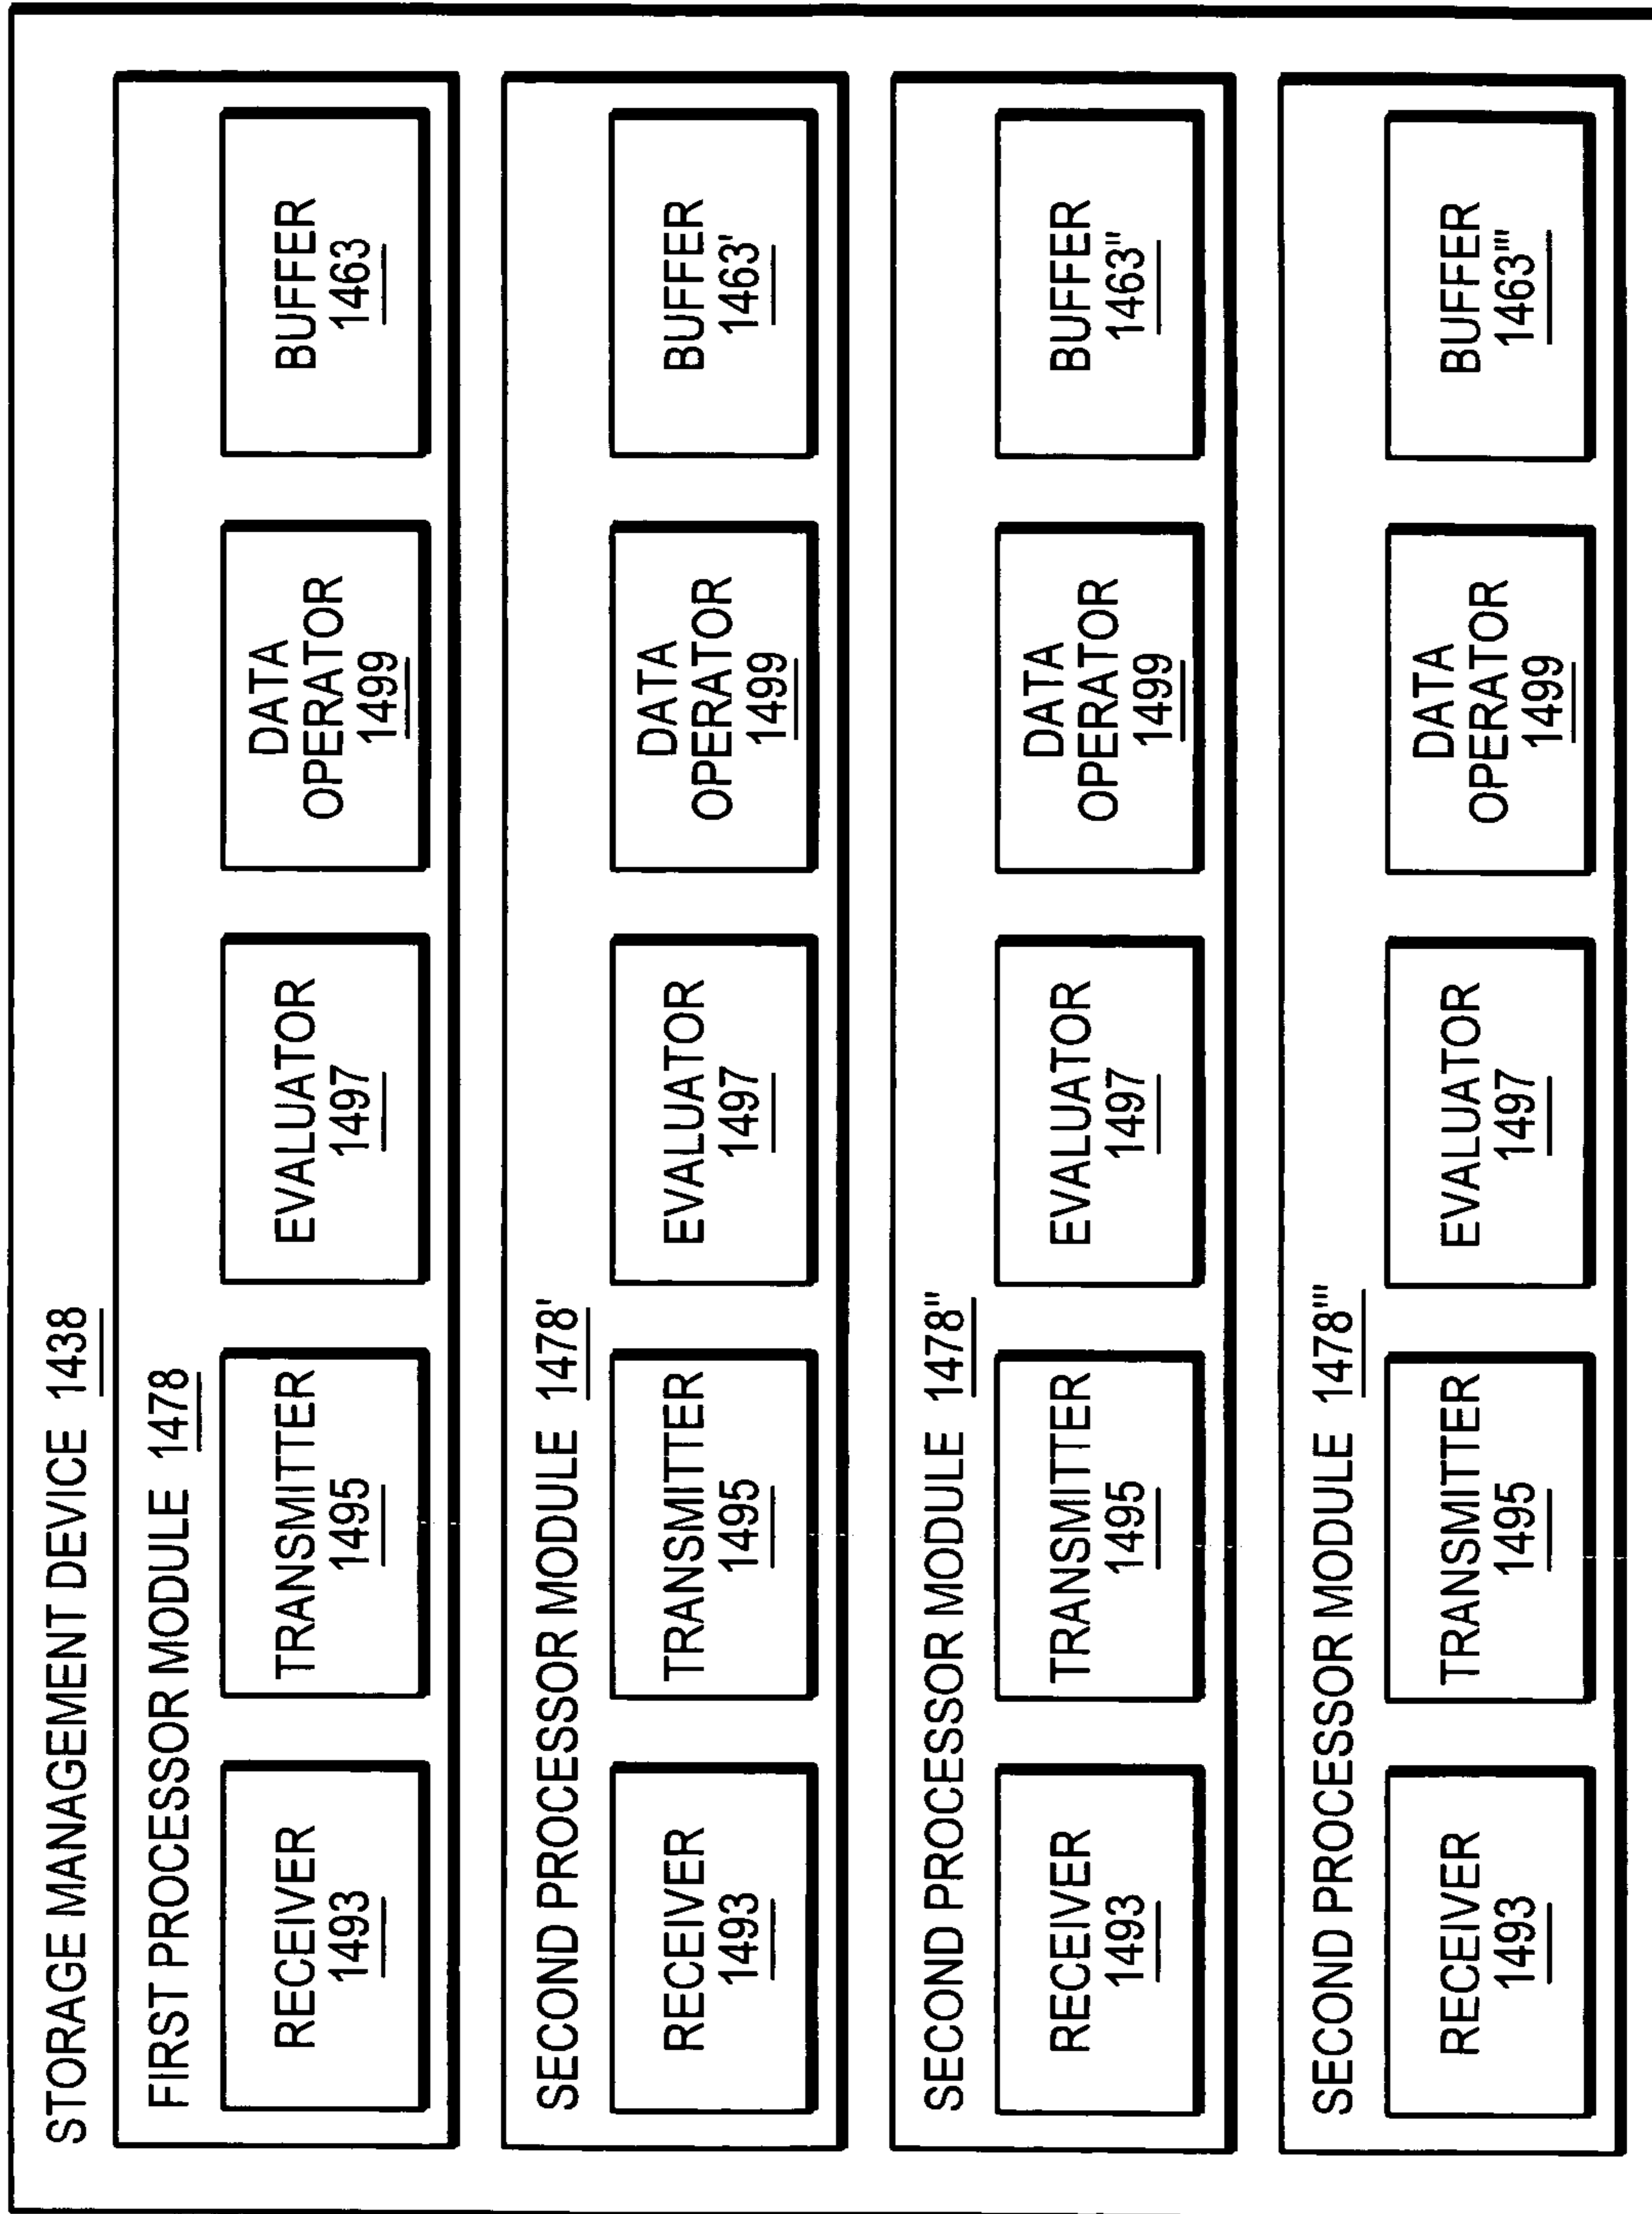 STORAGE MANAGEMENT DEVICE 1438
FIRST PROCESSOR MODULE 1478
RECEIVER
1493
TRANSMITTER
1495
EVALUATOR
1497
DATA
OPERATOR
1499
BUFFER
1463
SECOND PROCESSOR MODULE 1478'
RECEIVER
1493
TRANSMITTER
1495
EVALUATOR
1497
DATA
OPERATOR
1499
BUFFER
1463'
SECOND PROCESSOR MODULE 1478"
RECEIVER
1493
TRANSMITTER
1495
EVALUATOR
1497
DATA
OPERATOR
1499
BUFFER
1463"
SECOND PROCESSOR MODULE 1478"'
RECEIVER
1493
TRANSMITTER
1495
EVALUATOR
1497
DATA
OPERATOR
1499
BUFFER
1463"'